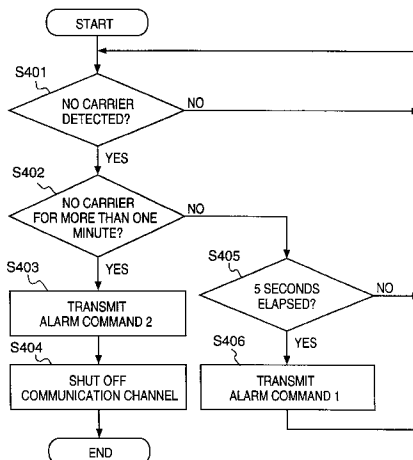 START
S401
NO CARRIER
DETECTED?
NO
YES
S402
NO CARRIER
FOR MORE THAN ONE
MINUTE?
NO
YES
S405
5 SECONDS
ELAPSED?
NO
YES
S403
TRANSMIT
ALARM COMMAND 2
S406
TRANSMIT
ALARM COMMAND 1
S404
SHUT OFF
COMMUNICATION CHANNEL
END